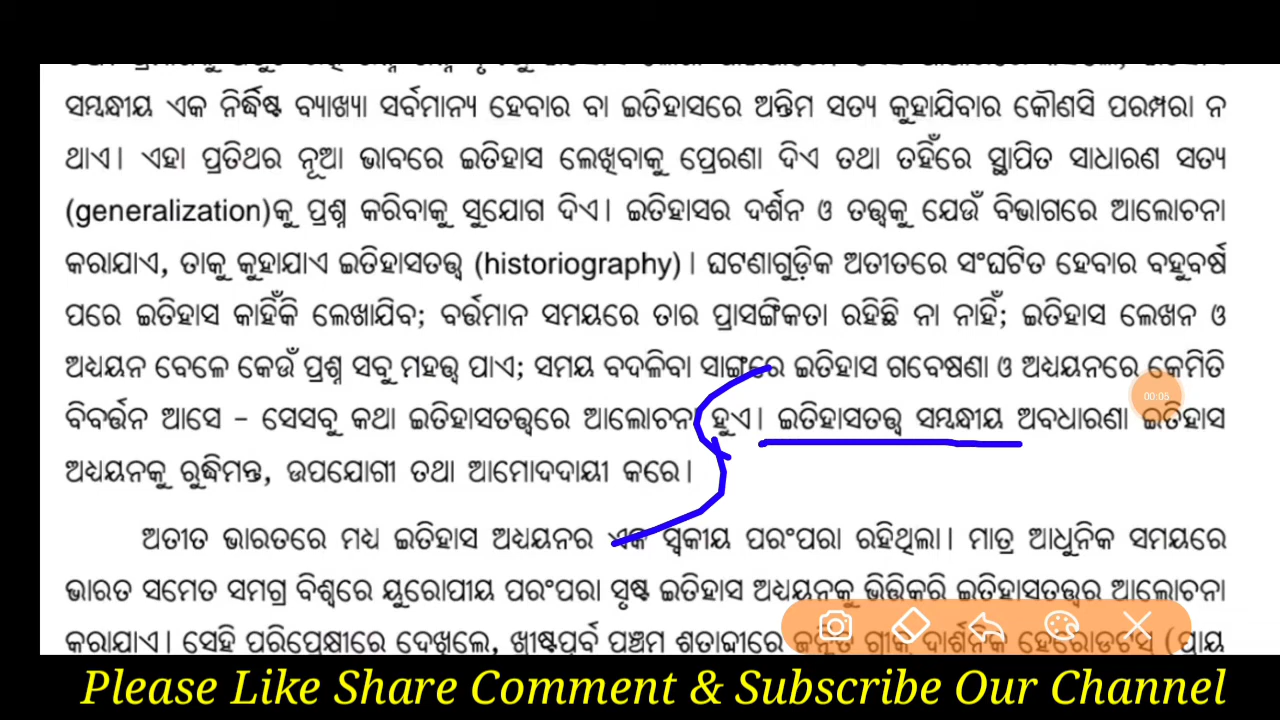 ସମ୍ବନ୍ଧୀୟ ଏକ ନିର୍ଦ୍ଧିଷ୍ଟ ବ୍ୟାଖ୍ୟା ସର୍ବମାନ୍ୟ ହେବାର ବା ଇତିହାସରେ ଅନ୍ତିମ ସତ୍ୟ କୁହାଯିବାର କୌଣସି ପରମ୍ପରା ନ
ଥାଏ। ଏହା ପ୍ରତିଥର ନୂଆ ଭାବରେ ଇତିହାସ ଲେଖିବାକୁ ପ୍ରେରଣା ଦିଏ ତଥା ତହିଁରେ ସ୍ଥାପିତ ସାଧାରଣ ସତ୍ୟ
(generalization)କୁ ପ୍ରଶ୍ନ କରିବାକୁ ସୁଯୋଗ ଦିଏ। ଇତିହାସର ଦର୍ଶନ ଓ ତତ୍ତ୍ୱକୁ ଯେଉଁ ବିଭାଗରେ ଆଲୋଚନା
କରାଯାଏ, ତାକୁ କୁହାଯାଏ ଇତିହାସତତ୍ତ୍ୱ (historiography)। ଘଟଣାଗୁଡ଼ିକ ଅତୀତରେ ସଂଘଟିତ ହେବାର ବହୁବର୍ଷ
ପରେ ଇତିହାସ କାହିଁକି ଲେଖାଯିବ; ବର୍ତ୍ତମାନ ସମୟରେ ତାର ପ୍ରାସଙ୍ଗିକତା ରହିଛି ନା ନାହିଁ; ଇତିହାସ ଲେଖନ ଓ
ଅଧ୍ୟୟନ ବେଳେ କେଉଁ ପ୍ରଶ୍ନ ସବୁ ମହତ୍ତ୍ୱ ପାଏ; ସମୟ ବଦଳିବା ସାଙ୍ଗରେ ଇତିହାସ ଗବେଷଣା ଓ ଅଧ୍ୟୟନରେ କେମିତି
ବିବର୍ତ୍ତନ ଆସେ – ସେସବୁ କଥା ଇତିହାସତତ୍ତ୍ୱରେ ଆଲୋଚନା ହୁଏ। ଇତିହାସତତ୍ତ୍ୱ ସମ୍ବନ୍ଧୀୟ ଅବଧାରଣା ଇତିହାସ
00:05
ଅଧ୍ୟୟନକୁ ରୁଦ୍ଧିମନ୍ତ, ଉପଯୋଗୀ ତଥା ଆମୋଦଦାୟୀ କରେ।
ଅତୀତ ଭାରତରେ ମଧ୍ୟ ଇତିହାସ ଅଧ୍ୟୟନର ଏକ ସ୍ୱକୀୟ ପରଂପରା ରହିଥିଲା। ମାତ୍ର ଆଧୁନିକ ସମୟରେ
ଭାରତ ସମେତ ସମଗ୍ର ବିଶ୍ୱରେ ୟୁରୋପୀୟ ପରଂପରା ସୃଷ୍ଟ ଇତିହାସ ଅଧ୍ୟୟନକୁ ଭିତ୍ତିକରି ଇତିହାସତତ୍ତ୍ୱର ଆଲୋଚନା
କରାଯାଏ। ସେହି ପରିପ୍ରେକ୍ଷୀରେ ଦେଖିଲେ, ଖ୍ରୀଷ୍ଟପୂର୍ବ ପଞ୍ଚମ ଶତାବ୍ଦୀରେ ଜନ୍ମିତ ଗ୍ରୀକ୍ ଦାର୍ଶନିକ ହେରୋଡଟସ୍ (ପ୍ରାୟ
Please Like Share Comment & Subscribe Our Channel